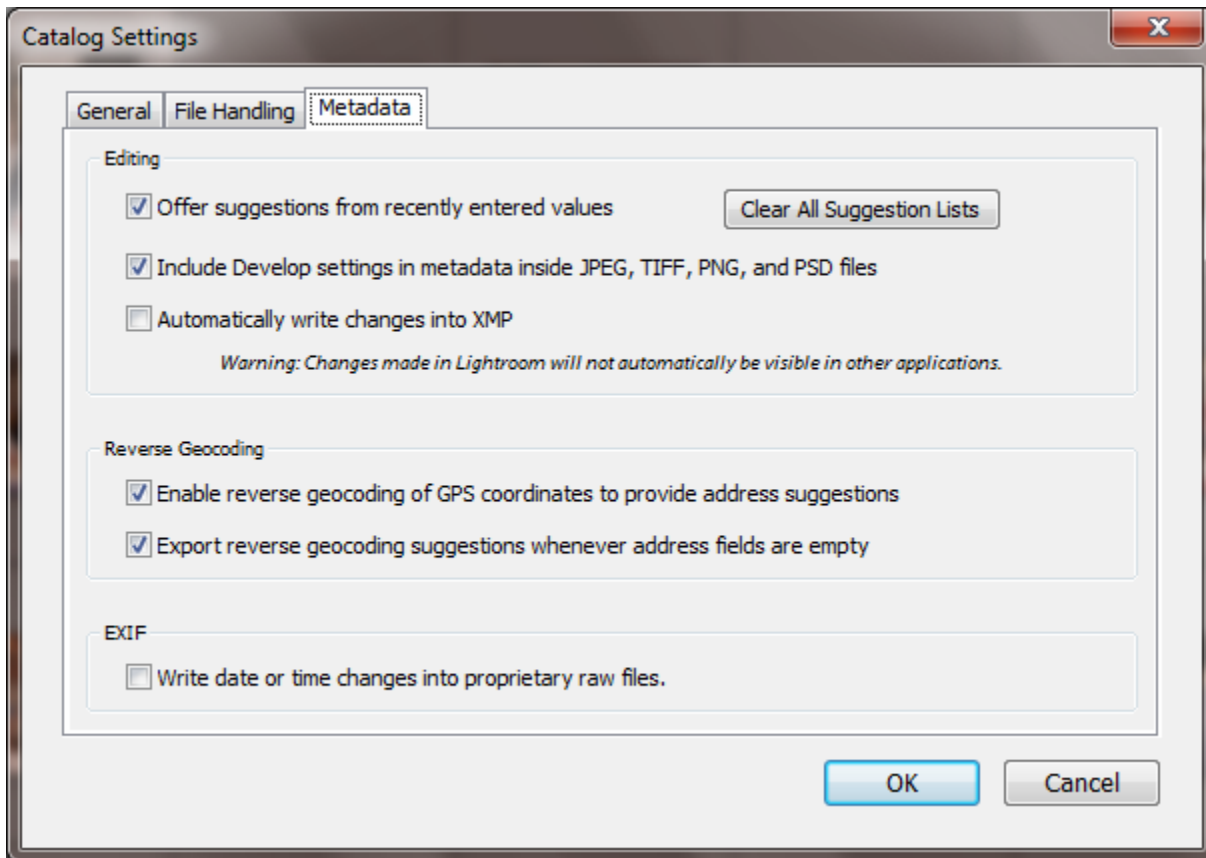 Catalog Settings
General File Handling Metadata
Editing
Offer suggestions from recently entered values Clear All Suggestion Lists
Include Develop settings in metadata inside JPEG, TIFF, PNG, and PSD files
Automatically write changes into XMP
Warning: Changes made in Lightroom will not automatically be visible in other applications.
Reverse Geocoding
Enable reverse geocoding of GPS coordinates to provide address suggestions
Export reverse geocoding suggestions whenever address fields are empty
EXIF
Write date or time changes into proprietary raw files.
OK Cancel